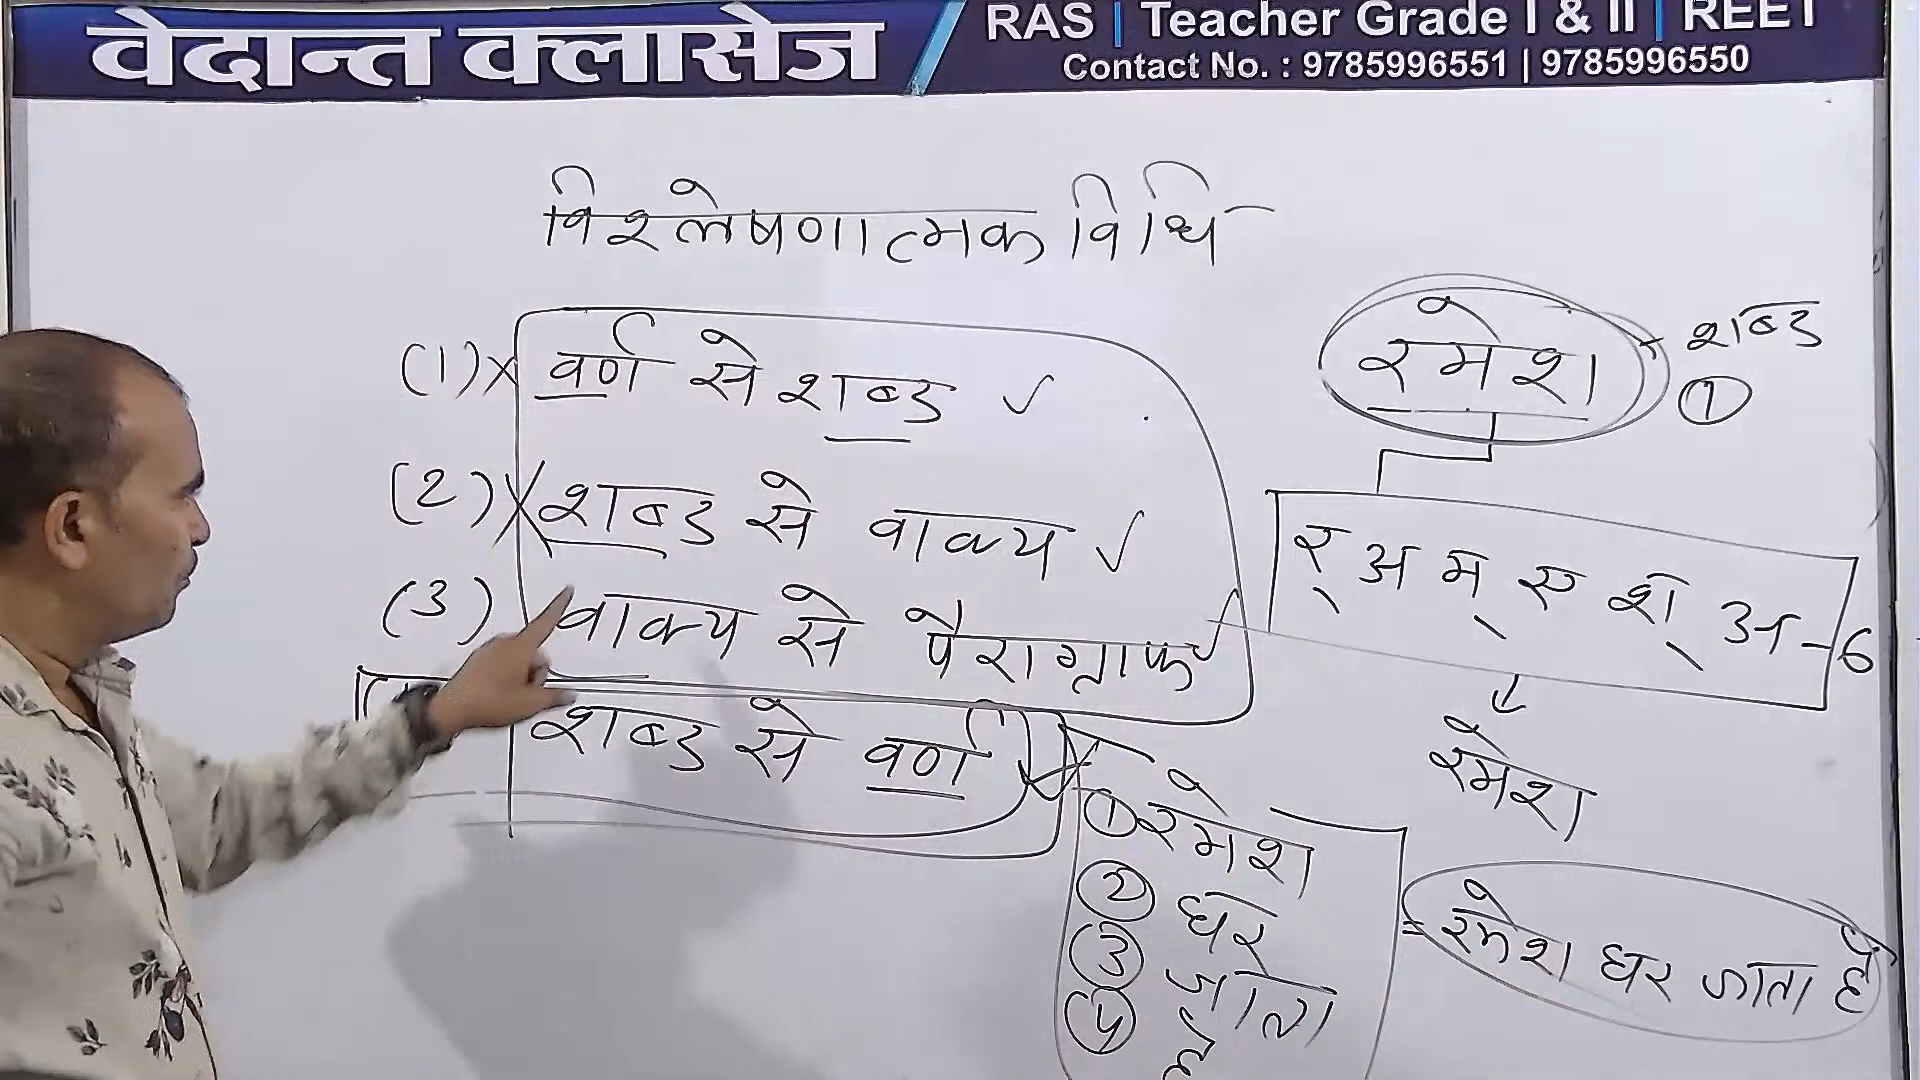 वेदान्त क्लासेज
RAS | Teacher Grade I & II | REET
Contact No. : 9785996551 | 9785996550
विश्लेषणात्मक विधि
(1) X वर्ण से शब्द ✓
(2) X शब्द से वाक्य ✓
(3) वाक्य से पैराग्राफ ✓
शब्द से वर्ण ✓
रमेश - शब्द
①
र् अ म् ए श् अ - 6
↓
रमेश
① रमेश
② घर
③ जाता
④ है
= रमेश घर जाता है